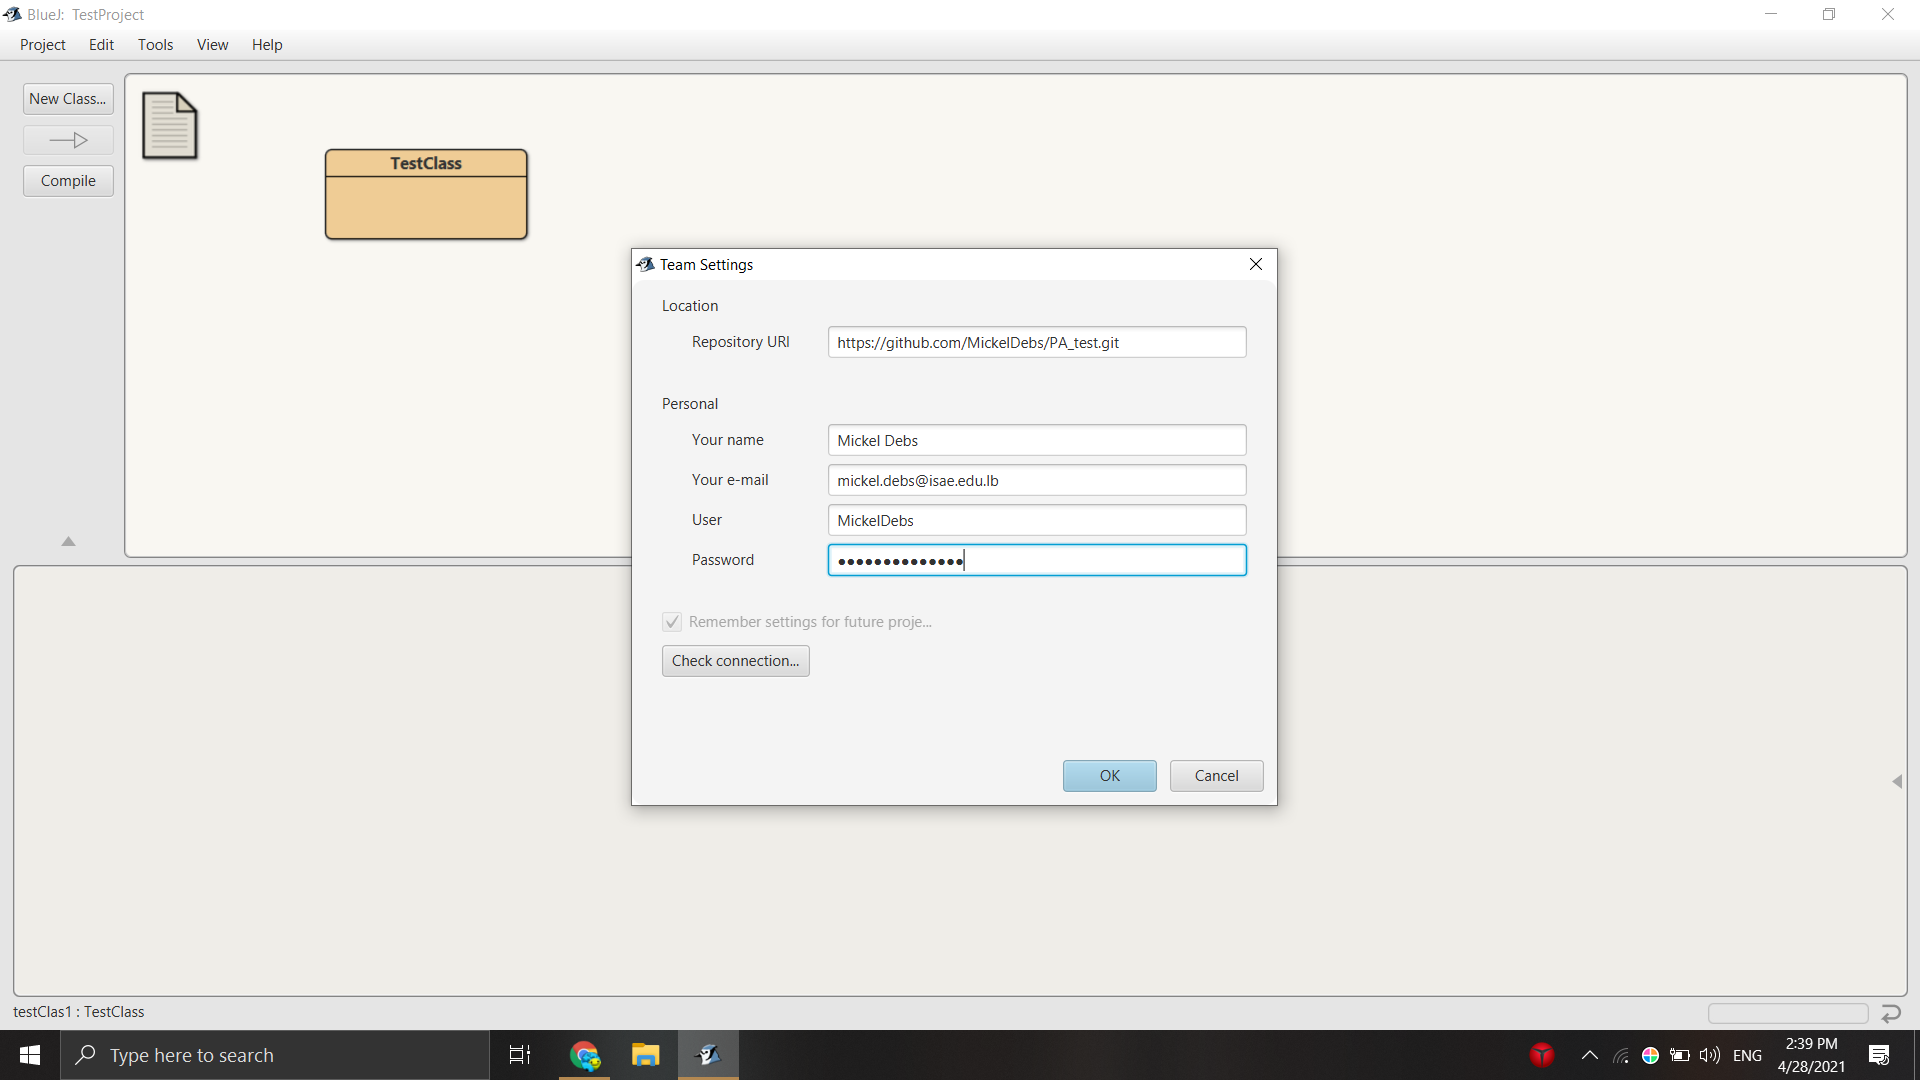 BlueJ: TestProject
Project Edit Tools View Help
New Class...
Compile
TestClass
Team Settings
Location
Repository URI https://github.com/MickelDebs/PA_test.git
Personal
Your name Mickel Debs
Your e-mail mickel.debs@isae.edu.lb
User MickelDebs
Password ••••••••••••••
Remember settings for future proje...
Check connection...
OK Cancel
testClas1 : TestClass
Type here to search
ENG
2:39 PM
4/28/2021